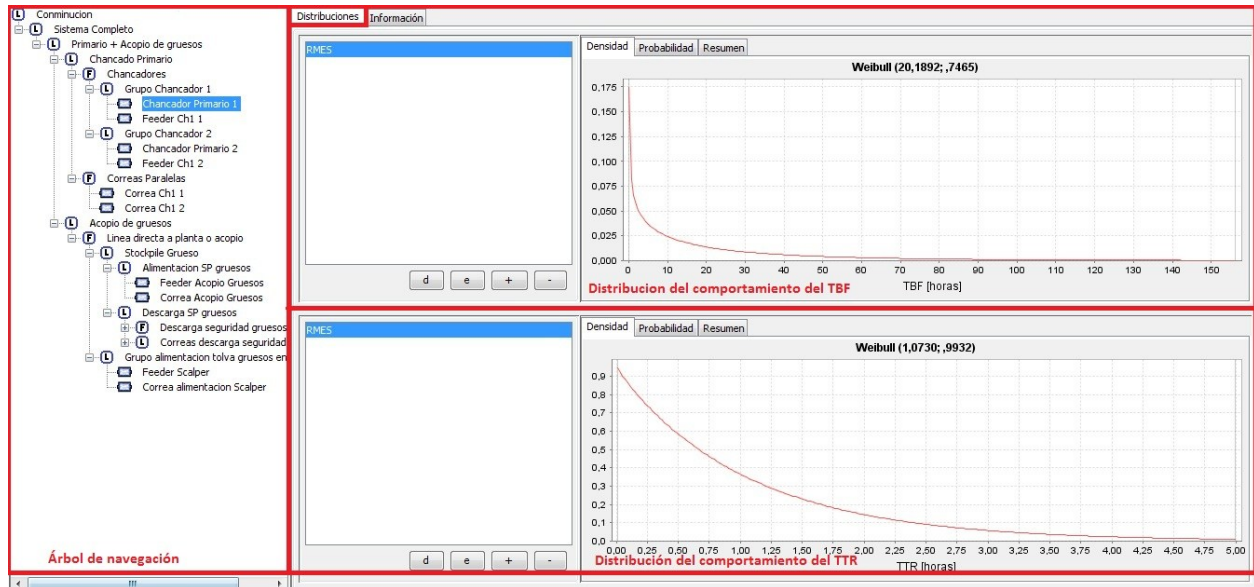 Conminucion
Sistema Completo
Primario + Acopio de gruesos
Chancado Primario
Chancadores
Grupo Chancador 1
Chancador Primario 1
Feeder Ch1 1
Grupo Chancador 2
Chancador Primario 2
Feeder Ch1 2
Correas Paralelas
Correa Ch1 1
Correa Ch1 2
Acopio de gruesos
Linea directa a planta o acopio
Stockpile Grueso
Alimentacion SP gruesos
Feeder Acopio Gruesos
Correa Acopio Gruesos
Descarga SP gruesos
Descarga seguridad gruesos
Correas descarga seguridad
Grupo alimentacion tolva gruesos en
Feeder Scalper
Correa alimentacion Scalper
Árbol de navegación
Distribuciones Información
RMES
d e + -
Densidad Probabilidad Resumen
Weibull (20,1892; ,7465)
0,175
0,150
0,125
0,100
0,075
0,050
0,025
0,000
0 10 20 30 40 50 60 70 80 90 100 110 120 130 140 150
Distribucion del comportamiento del TBF
TBF [horas]
RMES
d e + -
Densidad Probabilidad Resumen
Weibull (1,0730; ,9932)
0,9
0,8
0,7
0,6
0,5
0,4
0,3
0,2
0,1
0,0
0,00 0,25 0,50 0,75 1,00 1,25 1,50 1,75 2,00 2,25 2,50 2,75 3,00 3,25 3,50 3,75 4,00 4,25 4,50 4,75 5,00
Distribución del comportamiento del TTR
TTR [horas]